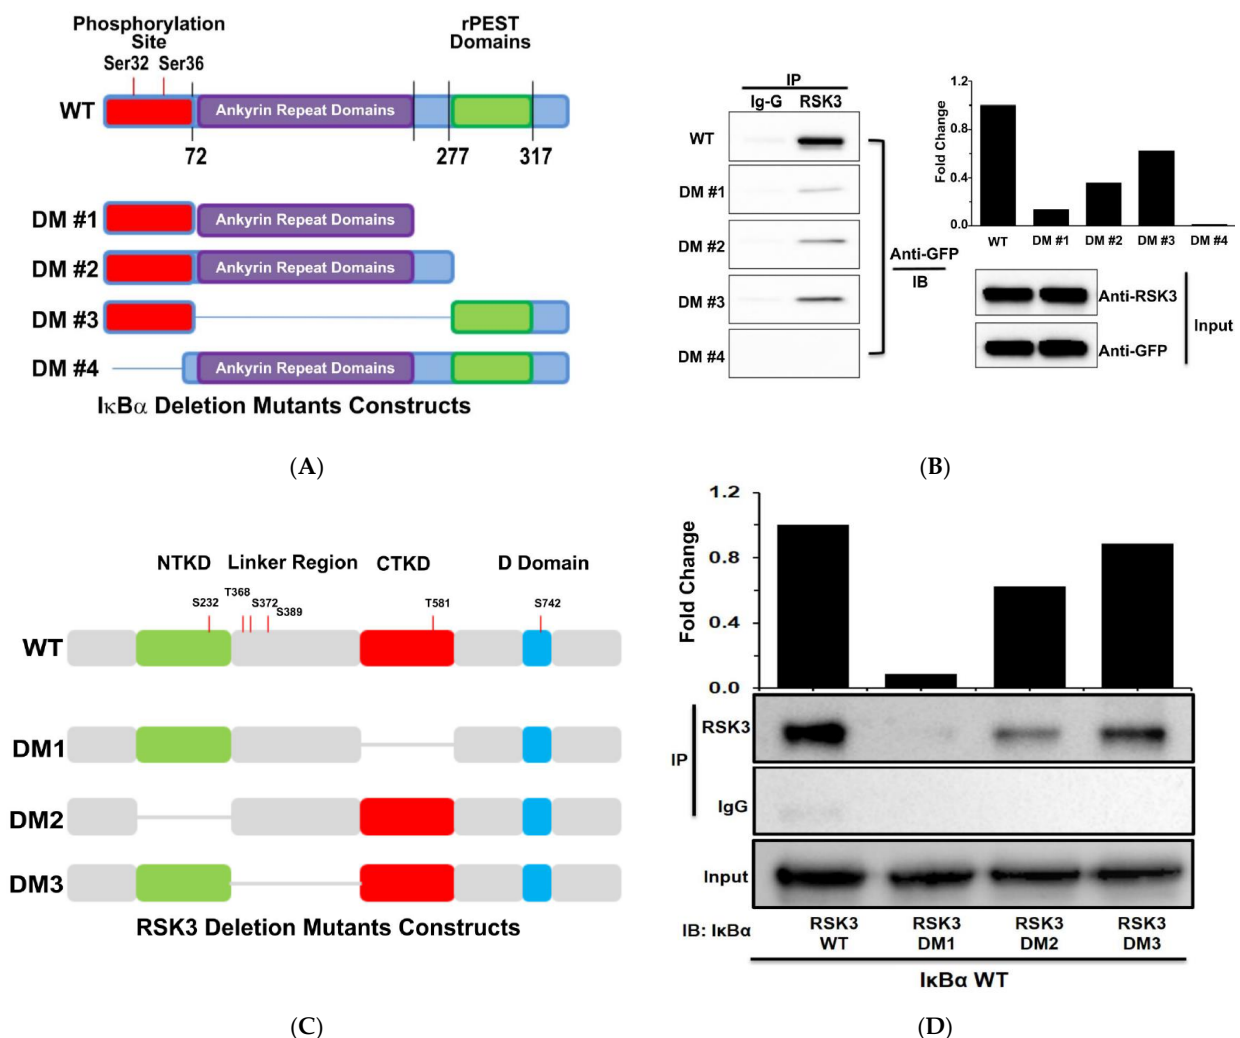 Phosphorylation
Site
Ser32 Ser36
rPEST
Domains
WT
Ankyrin Repeat Domains
72
277
317
DM #1
Ankyrin Repeat Domains
DM #2
Ankyrin Repeat Domains
DM #3
DM #4
Ankyrin Repeat Domains
IκBα Deletion Mutants Constructs
(A)
IP
Ig-G RSK3
WT
DM #1
DM #2
DM #3
DM #4
Anti-GFP
IB
Fold Change
1.2
0.8
0.4
0.0
WT DM #1 DM #2 DM #3 DM #4
Anti-RSK3
Anti-GFP
Input
(B)
NTKD Linker Region CTKD D Domain
S232 T368 S372 S389 T581 S742
WT
DM1
DM2
DM3
RSK3 Deletion Mutants Constructs
(C)
Fold Change
1.2
0.8
0.4
0.0
IP
RSK3
IgG
Input
IB: IκBα
RSK3 RSK3 RSK3 RSK3
WT DM1 DM2 DM3
IκBα WT
(D)